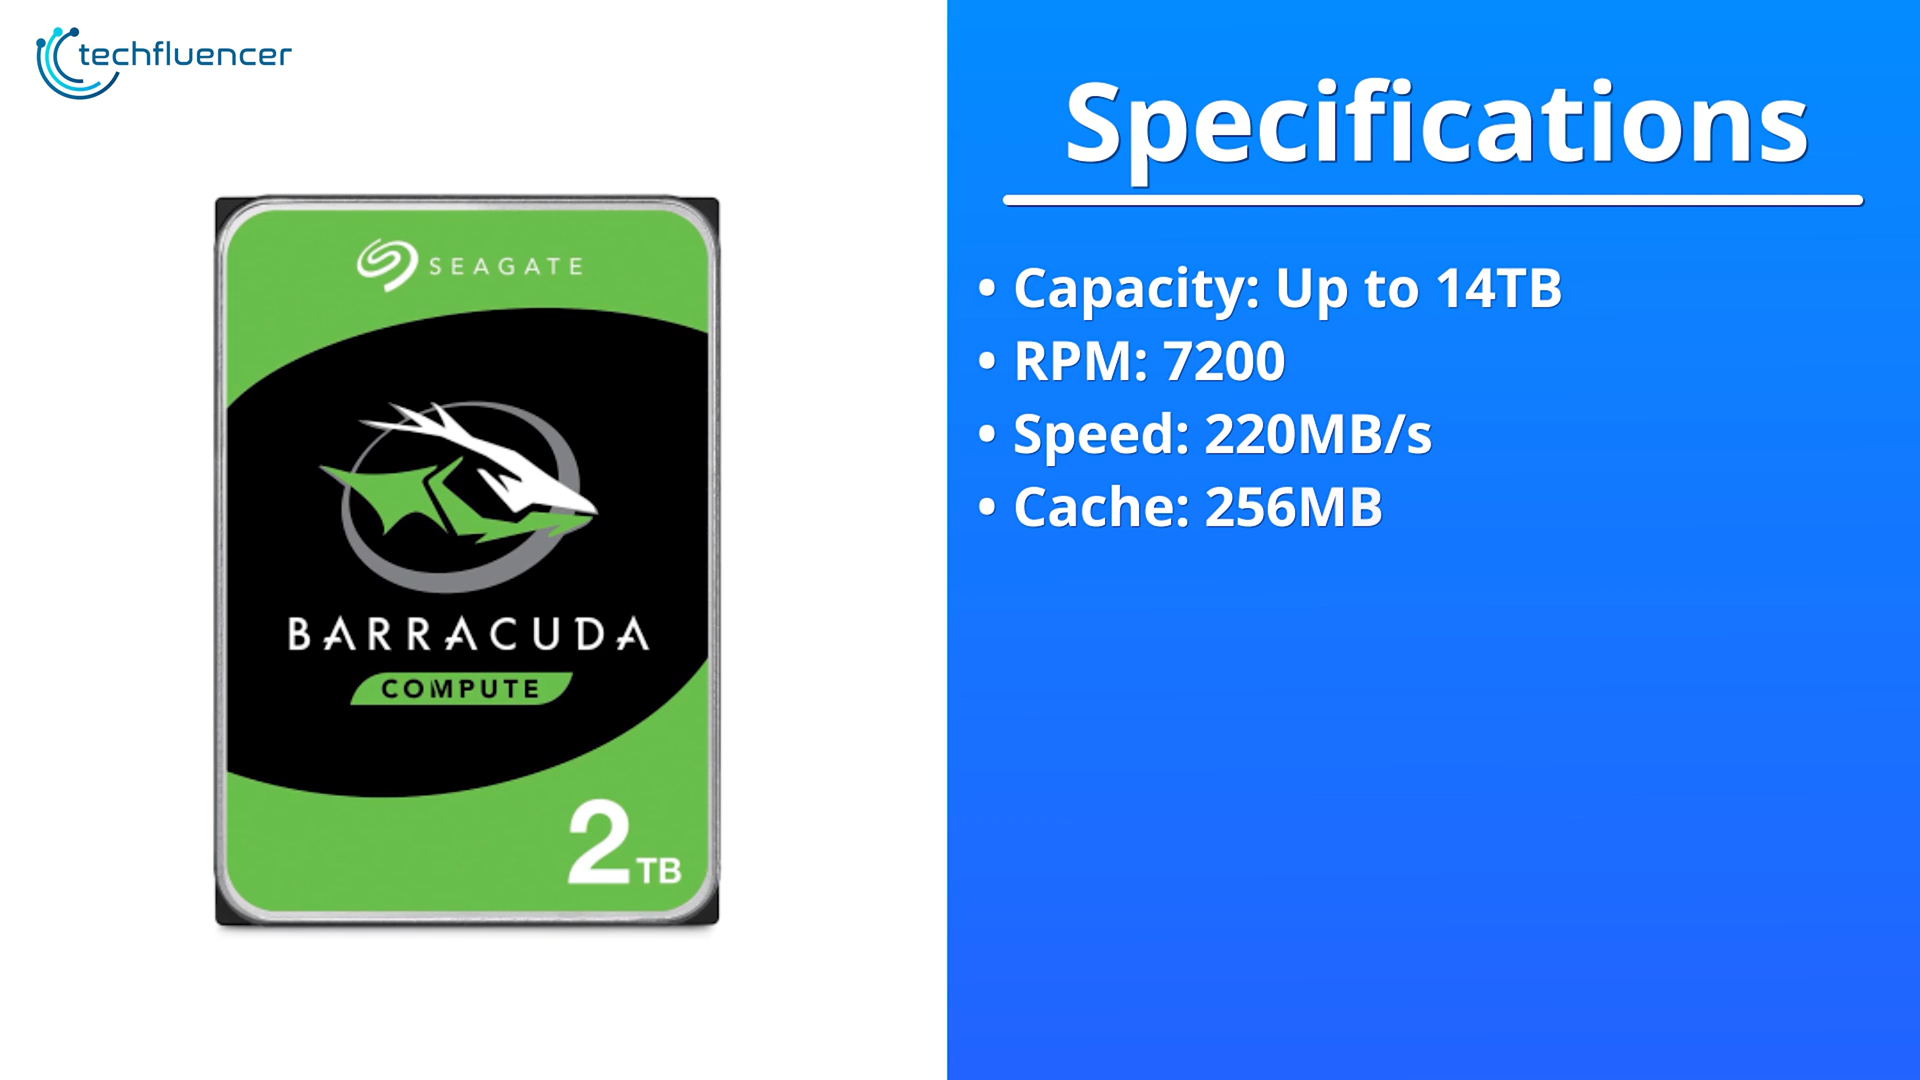 techfluencer
SEAGATE
BARRACUDA
COMPUTE
2TB
Specifications
• Capacity: Up to 14TB
• RPM: 7200
• Speed: 220MB/s
• Cache: 256MB